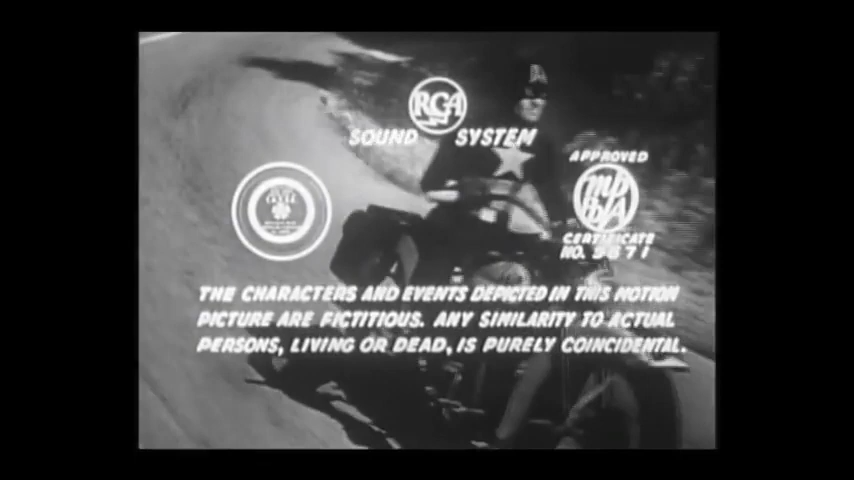 RCA
SOUND SYSTEM
APPROVED
CERTIFICATE
THE CHARACTERS AND EVENTS DEPICTED IN THIS MOTION
PICTURE ARE FICTITIOUS. ANY SIMILARITY TO ACTUAL
PERSONS, LIVING OR DEAD, IS PURELY COINCIDENTAL.